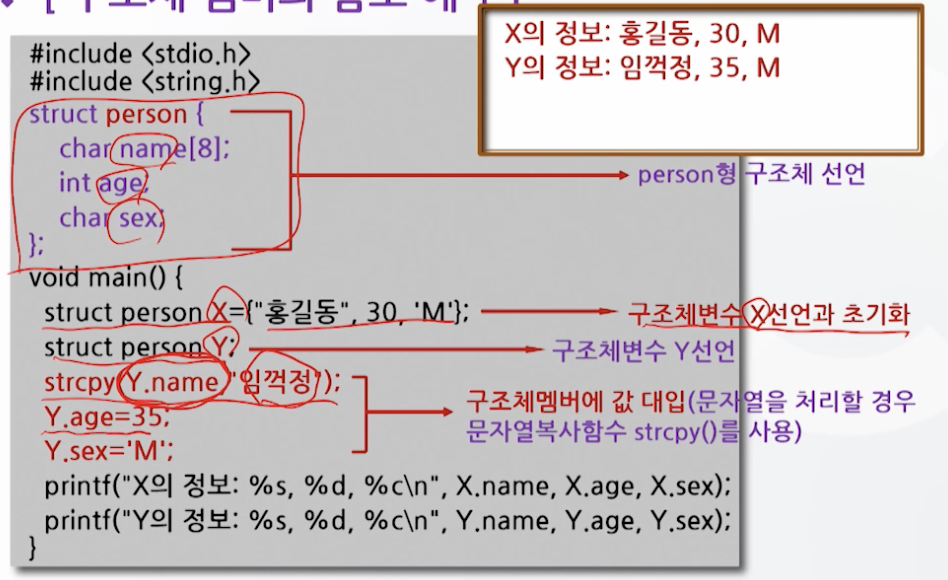 X의 정보: 홍길동, 30, M
Y의 정보: 임꺽정, 35, M
#include <stdio.h>
#include <string.h>
struct person {
char name[8];
int age;
char sex;
};
person형 구조체 선언
void main() {
struct person X={"홍길동", 30, 'M'};
구조체변수 X선언과 초기화
struct person Y;
구조체변수 Y선언
strcpy(Y.name,"임꺽정");
Y.age=35;
Y.sex='M';
구조체멤버에 값 대입(문자열을 처리할 경우
문자열복사함수 strcpy()를 사용)
printf("X의 정보: %s, %d, %c\n", X.name, X.age, X.sex);
printf("Y의 정보: %s, %d, %c\n", Y.name, Y.age, Y.sex);
}